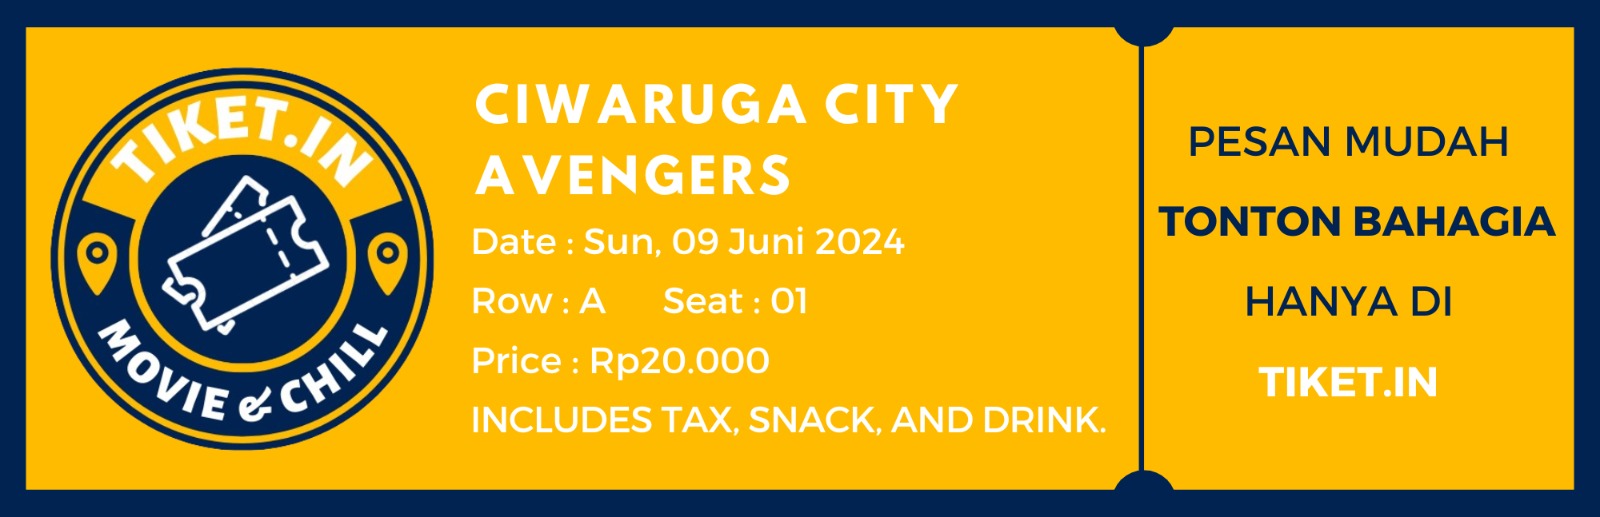 TIKET.IN
MOVIE & CHILL
CIWARUGA CITY
AVENGERS
Date : Sun, 09 Juni 2024
Row : A Seat : 01
Price : Rp20.000
INCLUDES TAX, SNACK, AND DRINK.
PESAN MUDAH
TONTON BAHAGIA
HANYA DI
TIKET.IN